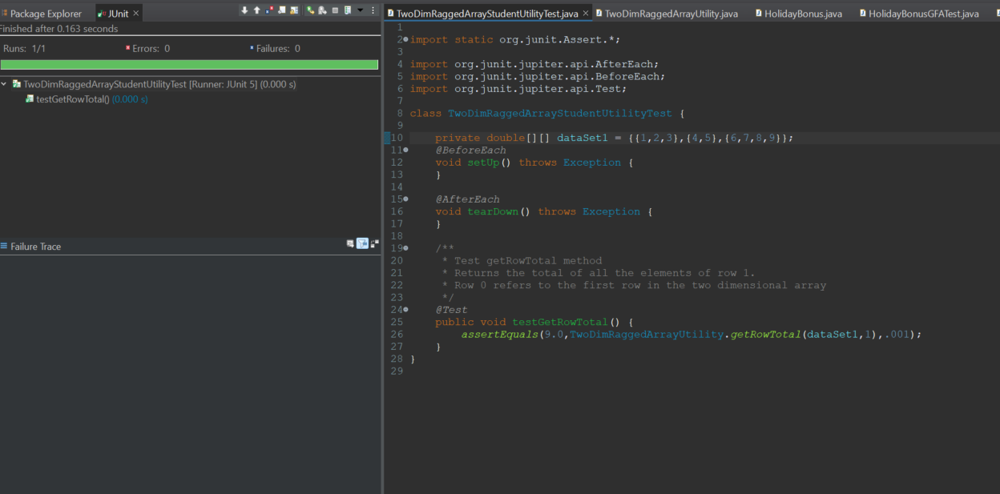 Package Explorer
JUnit
Finished after 0.163 seconds
Runs: 1/1 Errors: 0 Failures: 0
TwoDimRaggedArrayStudentUtilityTest [Runner: JUnit 5] (0.000 s)
testGetRowTotal() (0.000 s)
Failure Trace
TwoDimRaggedArrayStudentUtilityTest.java TwoDimRaggedArrayUtility.java HolidayBonus.java HolidayBonusGFATest.java
1
2 import static org.junit.Assert.*;
3
4 import org.junit.jupiter.api.AfterEach;
5 import org.junit.jupiter.api.BeforeEach;
6 import org.junit.jupiter.api.Test;
7
8 class TwoDimRaggedArrayStudentUtilityTest {
9
10 private double[][] dataSet1 = {{1,2,3},{4,5},{6,7,8,9}};
11 @BeforeEach
12 void setUp() throws Exception {
13 }
14
15 @AfterEach
16 void tearDown() throws Exception {
17 }
18
19 /**
20 * Test getRowTotal method
21 * Returns the total of all the elements of row 1.
22 * Row 0 refers to the first row in the two dimensional array
23 */
24 @Test
25 public void testGetRowTotal() {
26 assertEquals(9.0,TwoDimRaggedArrayUtility.getRowTotal(dataSet1,1),.001);
27 }
28 }
29